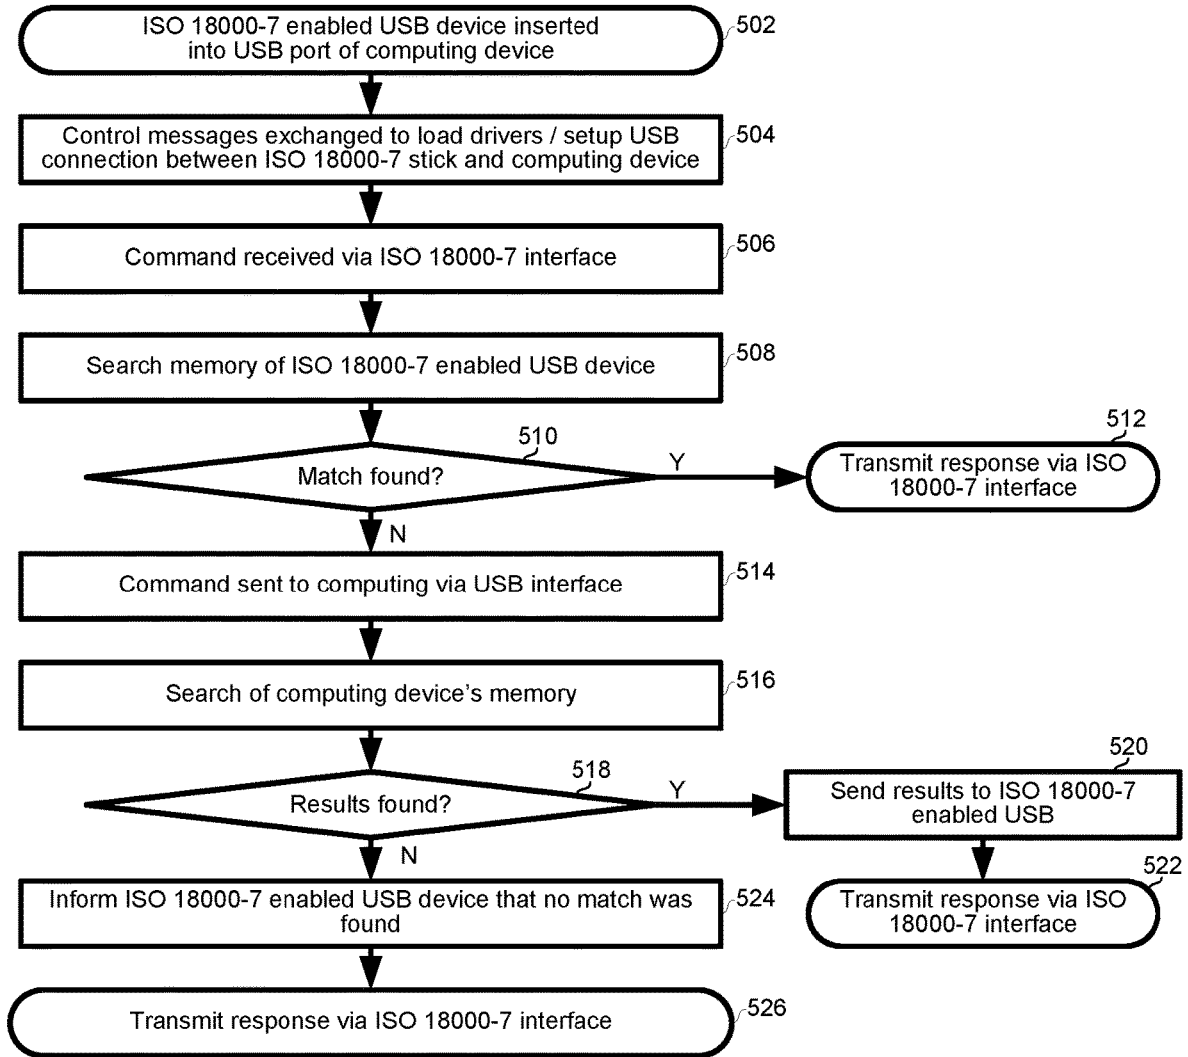 ISO 18000-7 enabled USB device inserted
into USB port of computing device
502
Control messages exchanged to load drivers / setup USB
connection between ISO 18000-7 stick and computing device
504
Command received via ISO 18000-7 interface
506
Search memory of ISO 18000-7 enabled USB device
508
Match found?
510
Y
512
Transmit response via ISO
18000-7 interface
N
Command sent to computing via USB interface
514
Search of computing device's memory
516
Results found?
518
Y
520
Send results to ISO 18000-7
enabled USB
N
522
Transmit response via ISO
18000-7 interface
Inform ISO 18000-7 enabled USB device that no match was
found
524
Transmit response via ISO 18000-7 interface
526